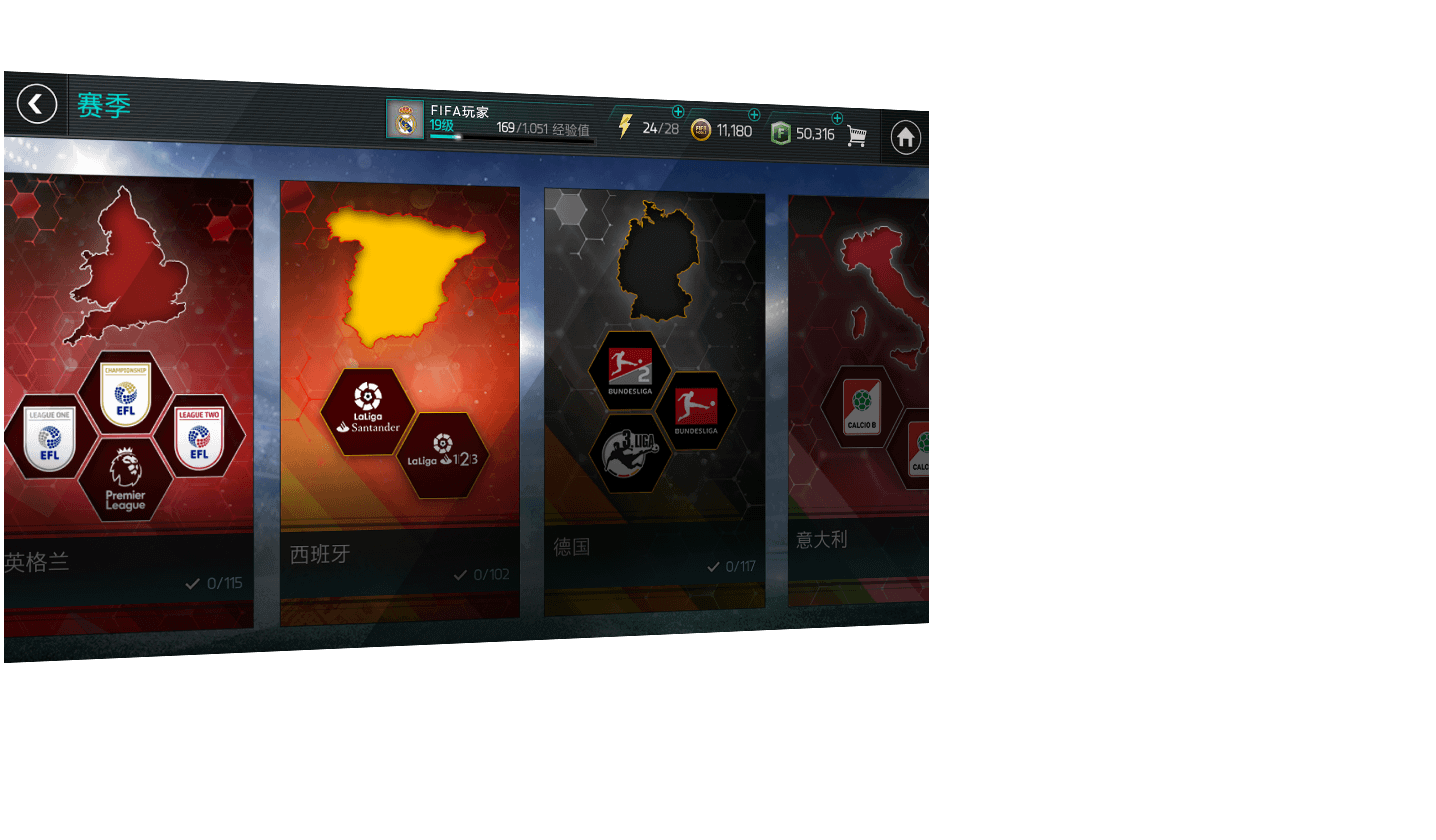 赛季
FIFA玩家
19级
169/1.051 经验值
24/28
11,180
50.316
CHAMPIONSHIP
EFL
LEAGUE ONE
EFL
LEAGUE TWO
EFL
Premier
League
英格兰
0/115
LaLiga
Santander
LaLiga 1|2|3
西班牙
0/102
2
BUNDESLIGA
BUNDESLIGA
3. LIGA
德国
0/117
CALCIO B
CALC
意大利